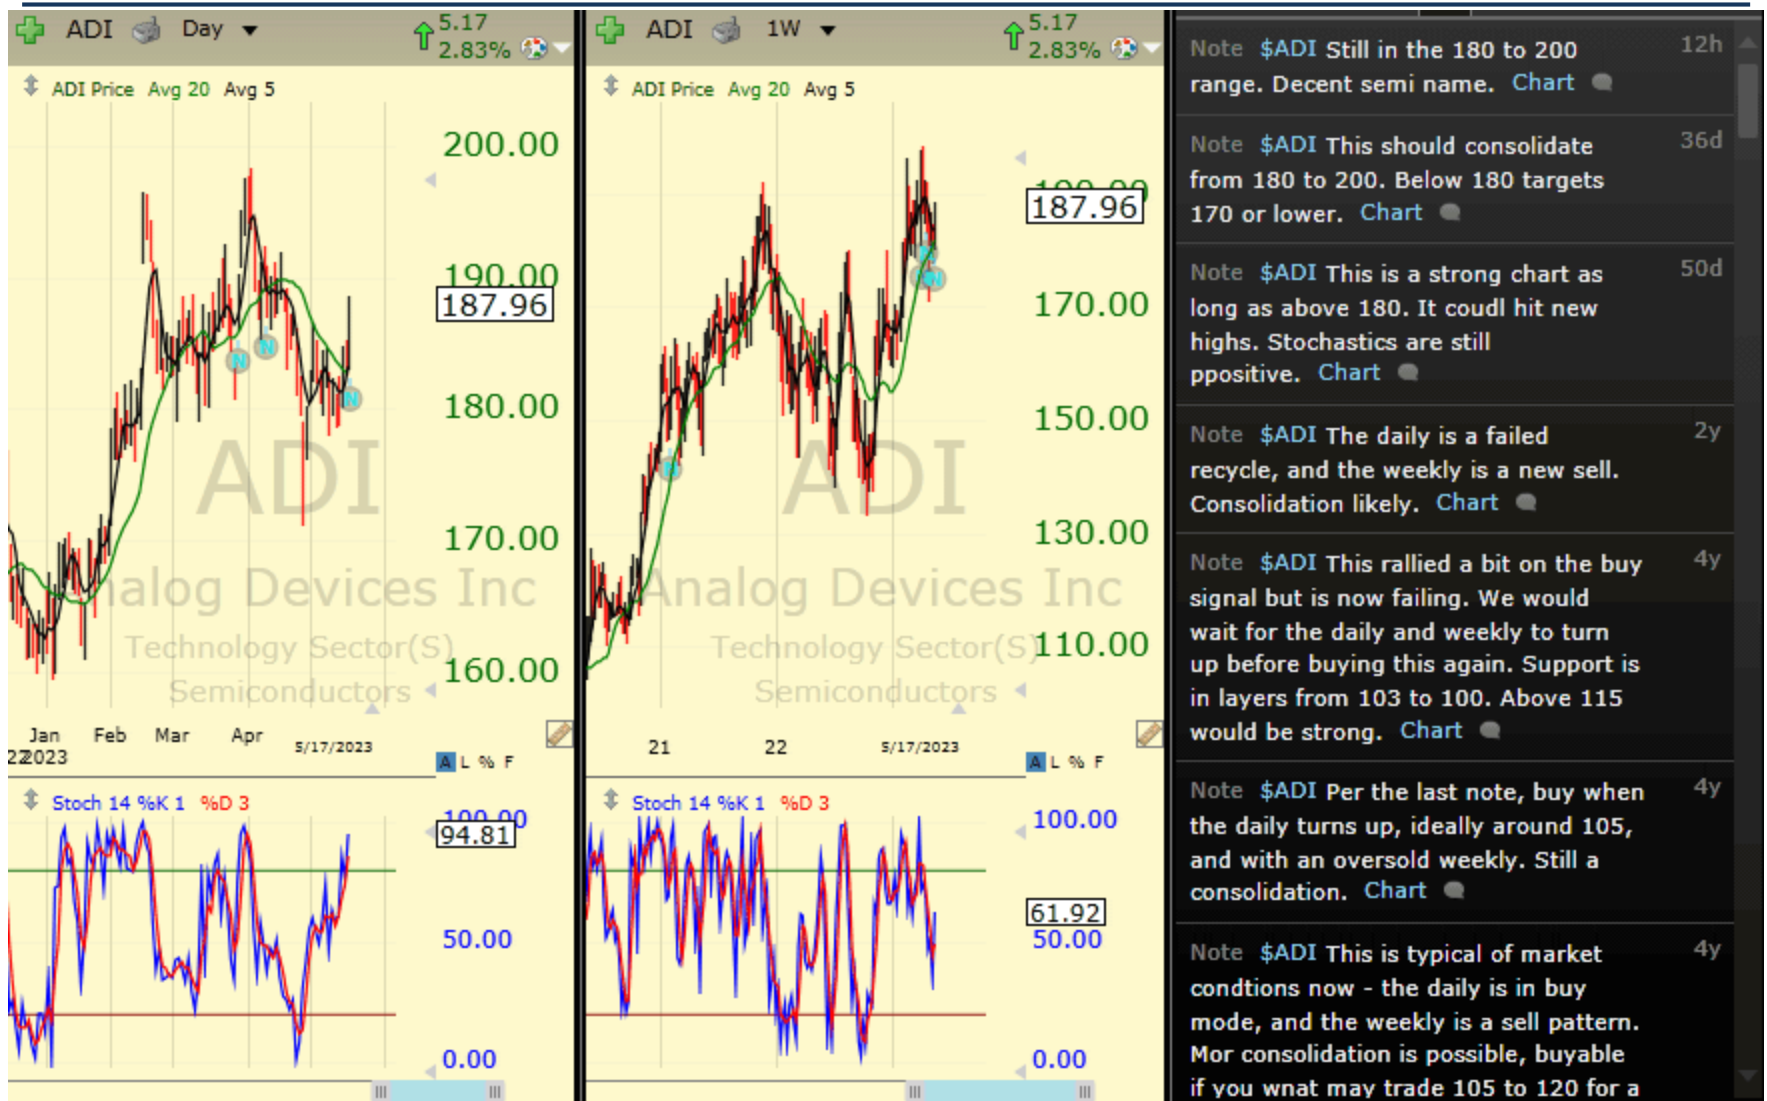 ADI Day
5.17
2.83%
ADI Price Avg 20 Avg 5
200.00
190.00
187.96
180.00
170.00
160.00
ADI
nalog Devices Inc
Technology Sector(S)
Semiconductors
Jan Feb Mar Apr 5/17/2023
222023
A L % F
Stoch 14 %K 1 %D 3
100.00
94.81
50.00
0.00
N
N
N
ADI 1W
5.17
2.83%
ADI Price Avg 20 Avg 5
190.00
187.96
170.00
150.00
130.00
110.00
ADI
Analog Devices Inc
Technology Sector(S)
Semiconductors
21 22 5/17/2023
A L % F
Stoch 14 %K 1 %D 3
100.00
61.92
50.00
0.00
N
N
N
Note $ADI Still in the 180 to 200 12h
range. Decent semi name. Chart
Note $ADI This should consolidate 36d
from 180 to 200. Below 180 targets
170 or lower. Chart
Note $ADI This is a strong chart as 50d
long as above 180. It coudl hit new
highs. Stochastics are still
ppositive. Chart
Note $ADI The daily is a failed 2y
recycle, and the weekly is a new sell.
Consolidation likely. Chart
Note $ADI This rallied a bit on the buy 4y
signal but is now failing. We would
wait for the daily and weekly to turn
up before buying this again. Support is
in layers from 103 to 100. Above 115
would be strong. Chart
Note $ADI Per the last note, buy when 4y
the daily turns up, ideally around 105,
and with an oversold weekly. Still a
consolidation. Chart
Note $ADI This is typical of market 4y
condtions now - the daily is in buy
mode, and the weekly is a sell pattern.
Mor consolidation is possible, buyable
if you wnat may trade 105 to 120 for a